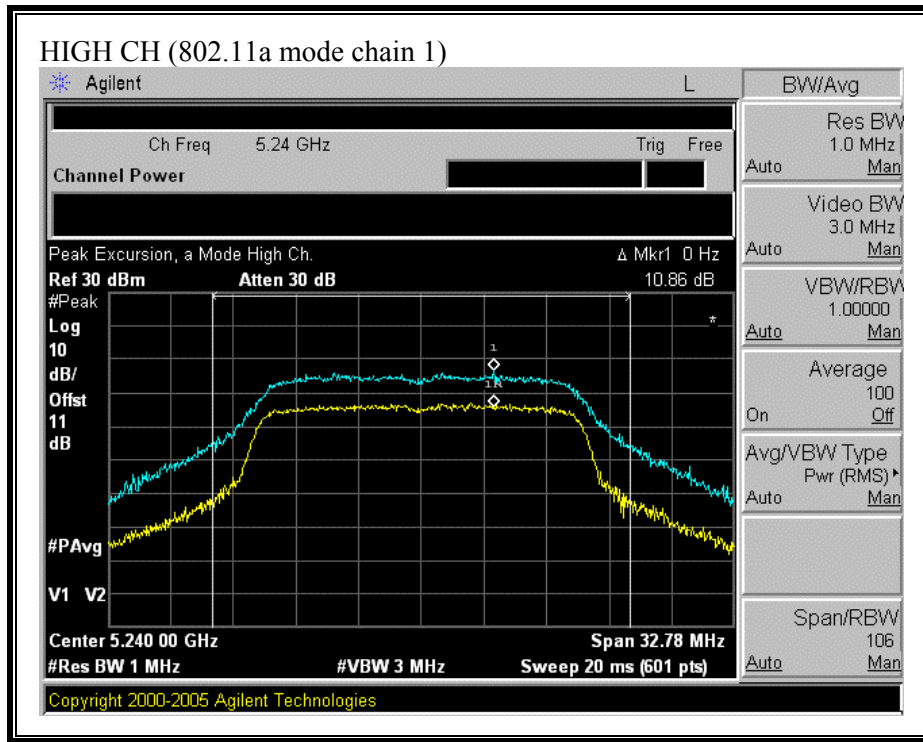 HIGH CH (802.11a mode chain 1)
Agilent L
BW/Avg
Ch Freq 5.24 GHz Trig Free
Channel Power
Peak Excursion, a Mode High Ch.
Δ Mkr1 0 Hz
Ref 30 dBm Atten 30 dB 10.86 dB
#Peak
Log
10
dB/
Offst
11
dB
1
1R
*
#PAvg
V1 V2
Center 5.240 00 GHz Span 32.78 MHz
#Res BW 1 MHz #VBW 3 MHz Sweep 20 ms (601 pts)
Copyright 2000-2005 Agilent Technologies
Res BW
1.0 MHz
Auto Man
Video BW
3.0 MHz
Auto Man
VBW/RBW
1.00000
Auto Man
Average
100
On Off
Avg/VBW Type
Pwr (RMS)
Auto Man
Span/RBW
106
Auto Man